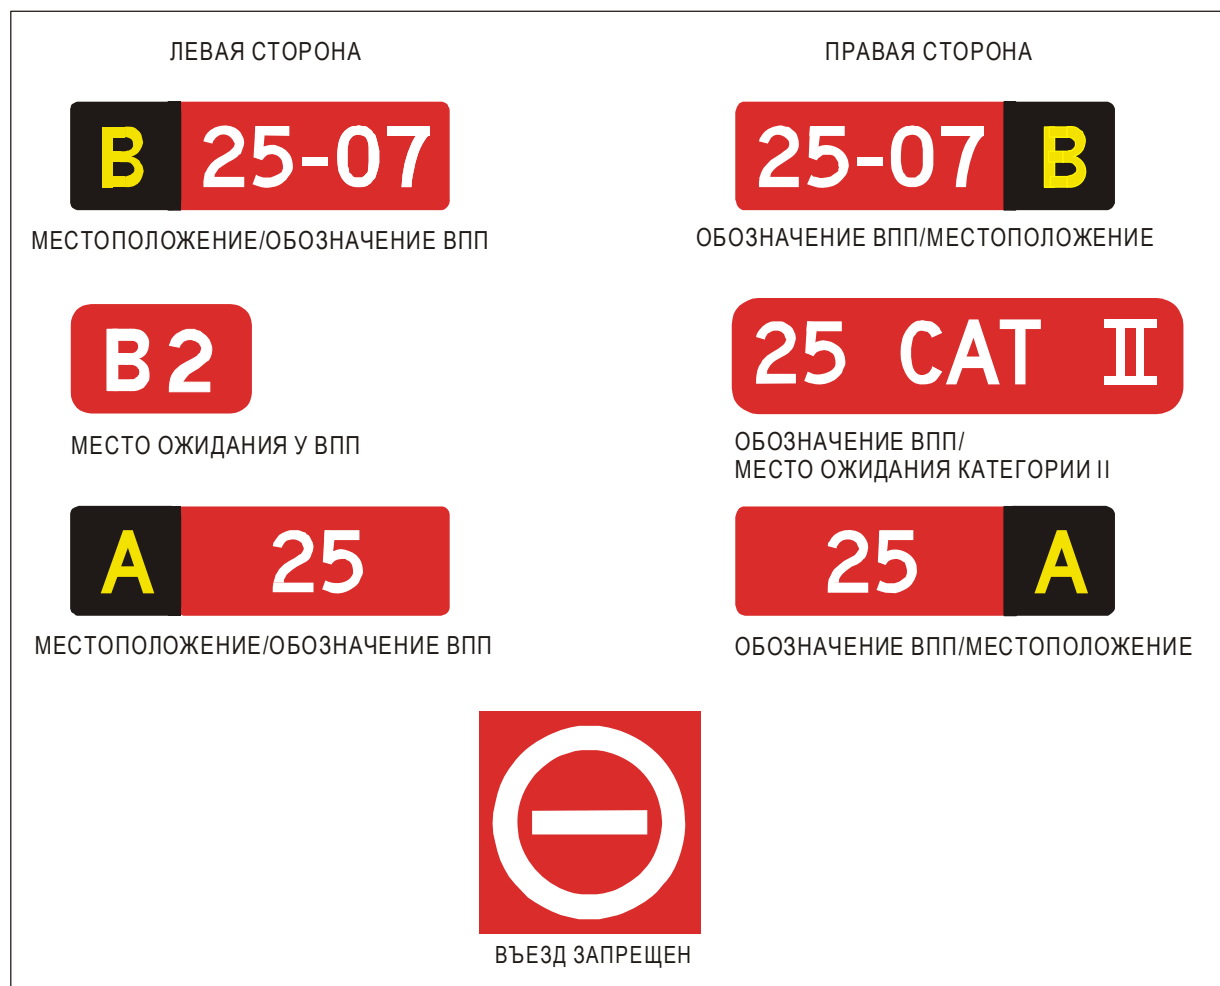 ЛЕВАЯ СТОРОНА
ПРАВАЯ СТОРОНА
B 25-07
25-07 B
МЕСТОПОЛОЖЕНИЕ/ОБОЗНАЧЕНИЕ ВПП
ОБОЗНАЧЕНИЕ ВПП/МЕСТОПОЛОЖЕНИЕ
B2
25 CAT II
МЕСТО ОЖИДАНИЯ У ВПП
ОБОЗНАЧЕНИЕ ВПП/
МЕСТО ОЖИДАНИЯ КАТЕГОРИИ II
A 25
25 A
МЕСТОПОЛОЖЕНИЕ/ОБОЗНАЧЕНИЕ ВПП
ОБОЗНАЧЕНИЕ ВПП/МЕСТОПОЛОЖЕНИЕ
ВЪЕЗД ЗАПРЕЩЕН